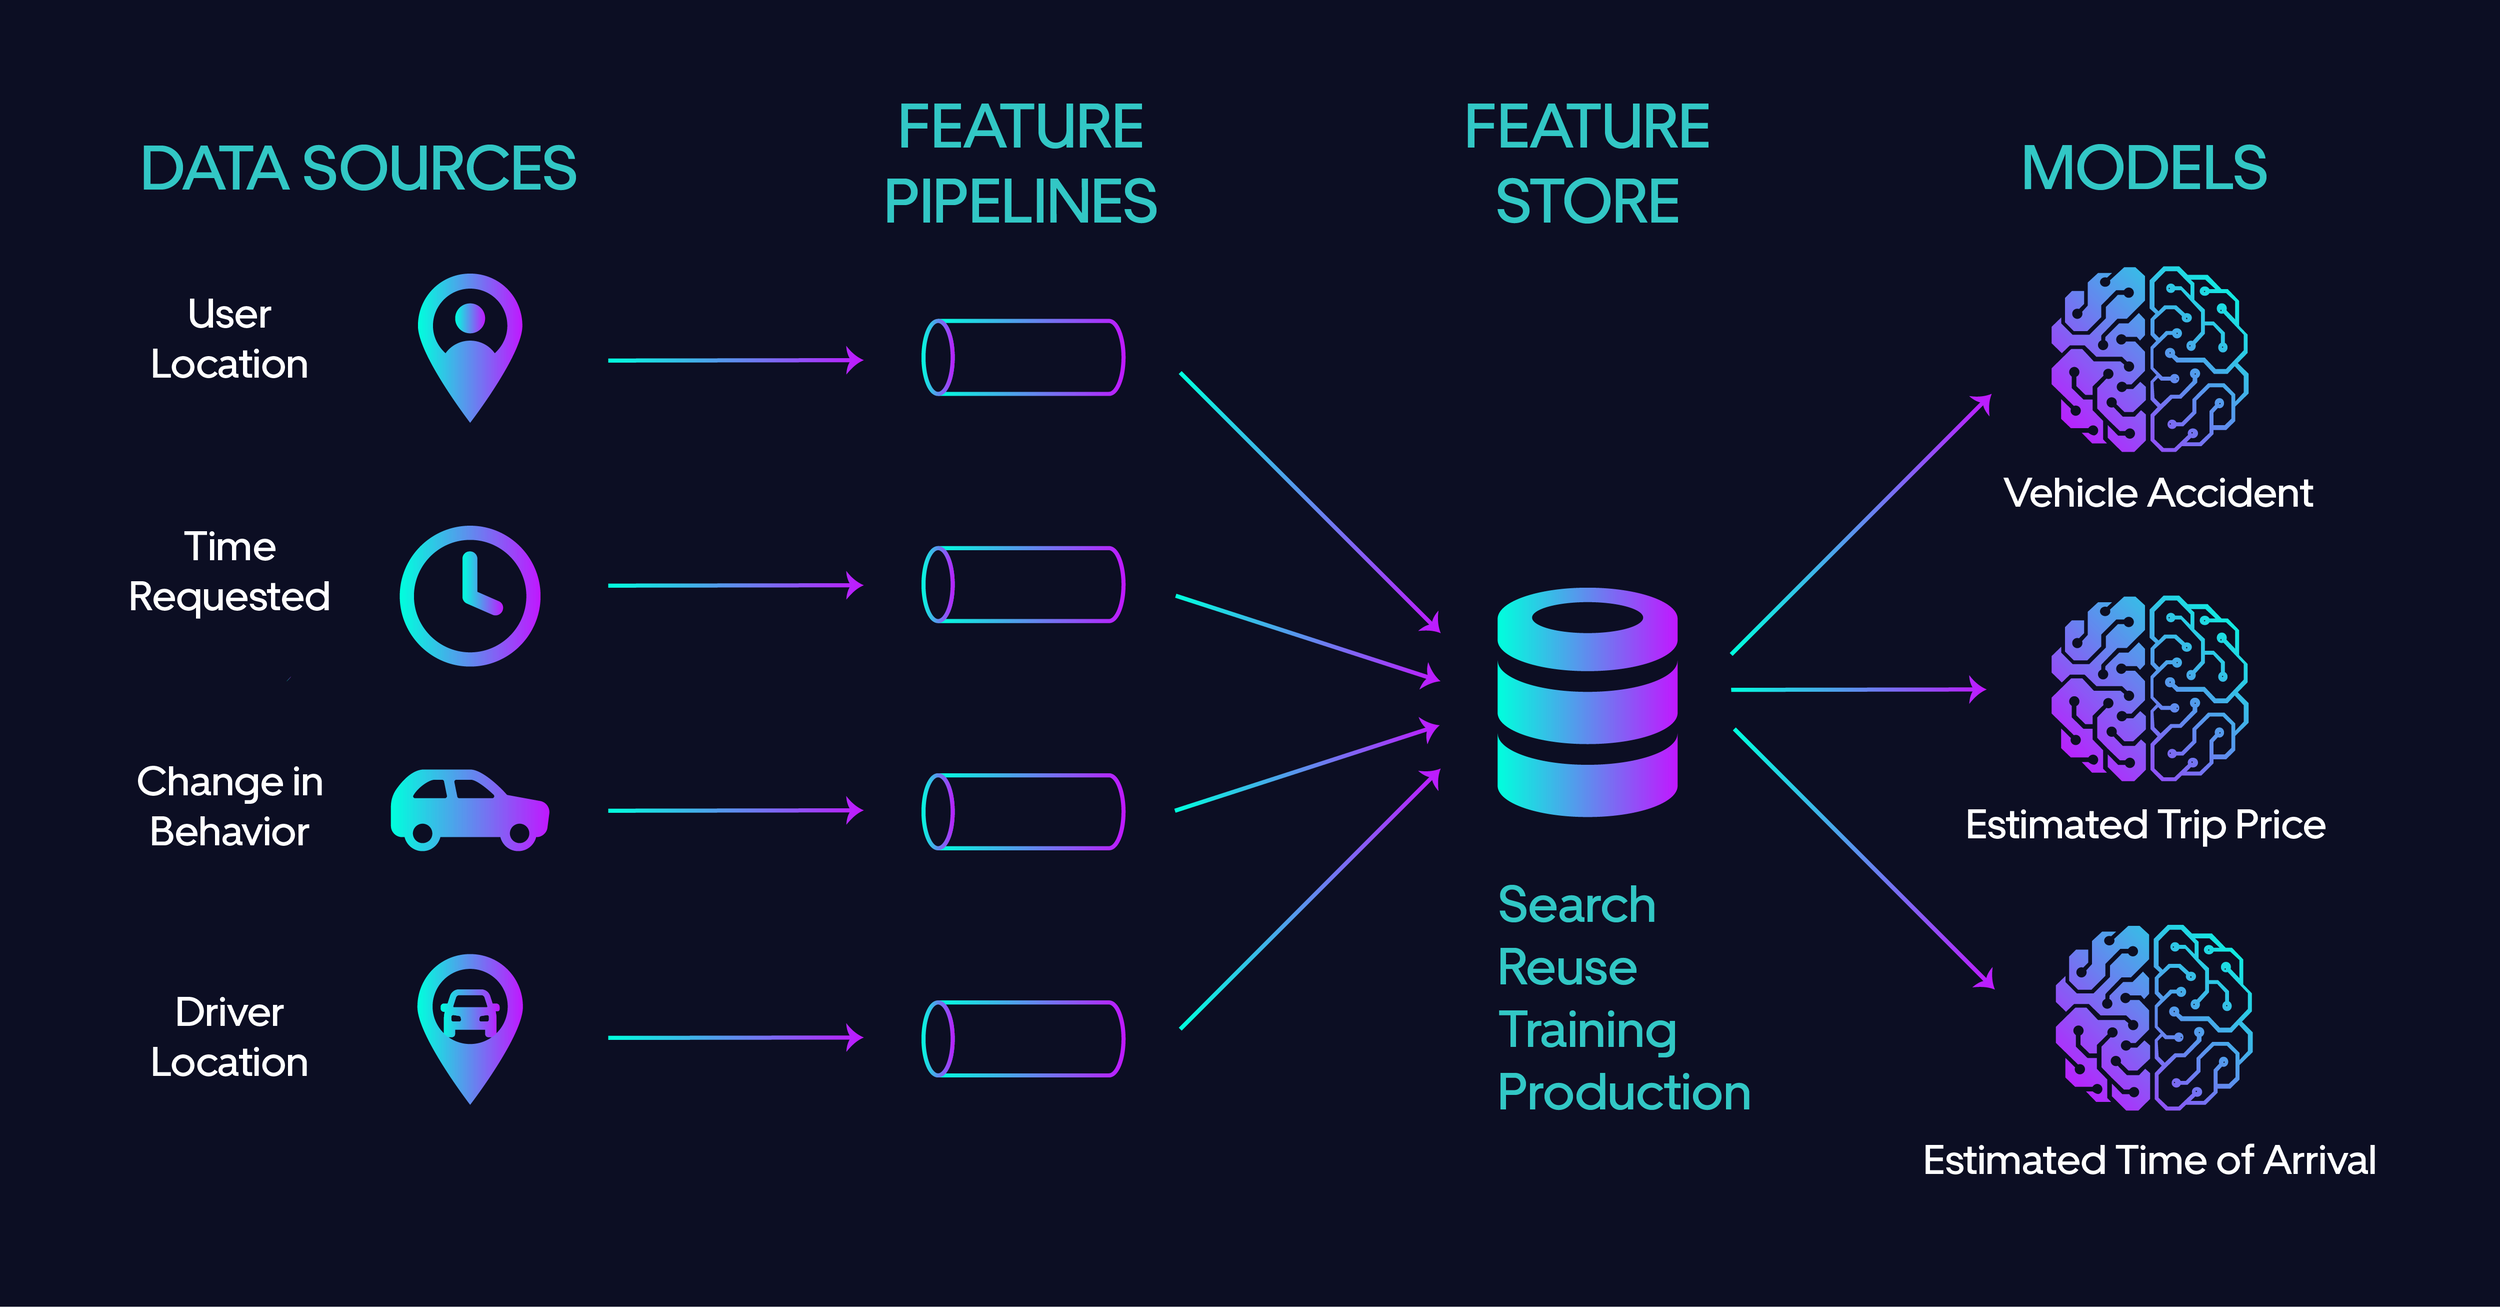 DATA SOURCES
FEATURE
PIPELINES
FEATURE
STORE
MODELS
User
Location
Time
Requested
Change in
Behavior
Driver
Location
Search
Reuse
Training
Production
Vehicle Accident
Estimated Trip Price
Estimated Time of Arrival